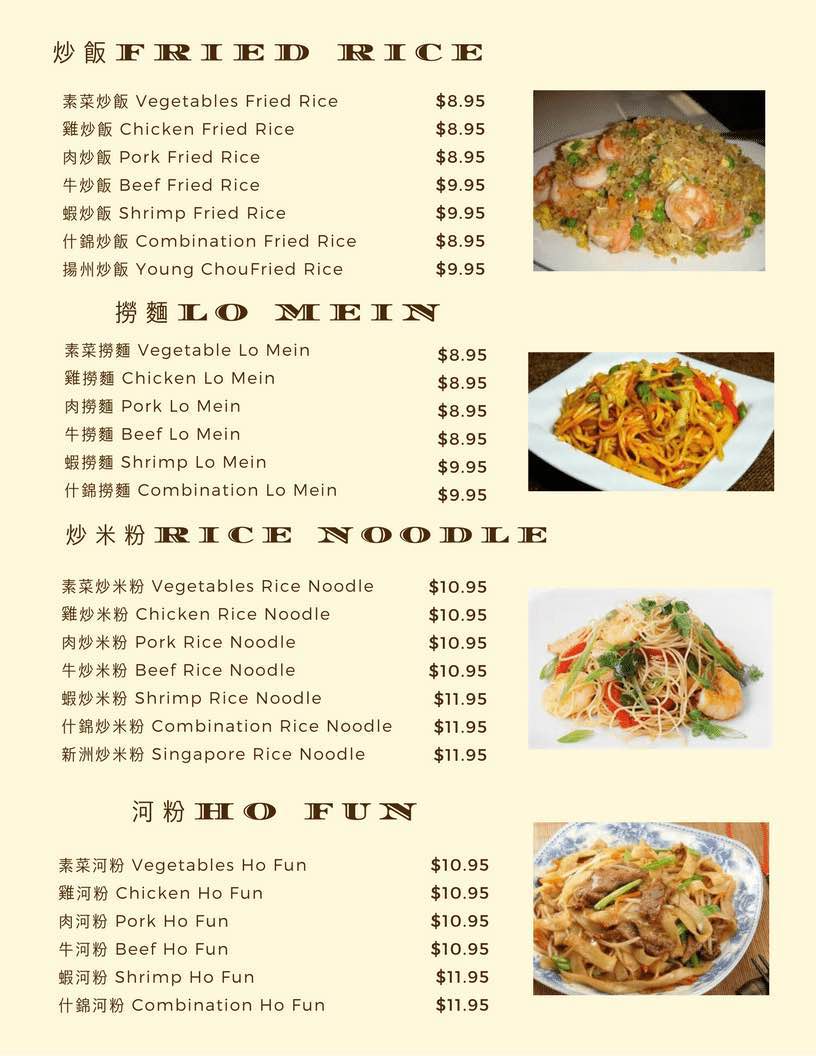 炒飯 FRIED RICE
素菜炒飯 Vegetables Fried Rice $8.95
雞炒飯 Chicken Fried Rice $8.95
肉炒飯 Pork Fried Rice $8.95
牛炒飯 Beef Fried Rice $9.95
蝦炒飯 Shrimp Fried Rice $9.95
什錦炒飯 Combination Fried Rice $8.95
揚州炒飯 Young ChouFried Rice $9.95
撈麵 LO MEIN
素菜撈麵 Vegetable Lo Mein $8.95
雞撈麵 Chicken Lo Mein $8.95
肉撈麵 Pork Lo Mein $8.95
牛撈麵 Beef Lo Mein $8.95
蝦撈麵 Shrimp Lo Mein $9.95
什錦撈麵 Combination Lo Mein $9.95
炒米粉 RICE NOODLE
素菜炒米粉 Vegetables Rice Noodle $10.95
雞炒米粉 Chicken Rice Noodle $10.95
肉炒米粉 Pork Rice Noodle $10.95
牛炒米粉 Beef Rice Noodle $10.95
蝦炒米粉 Shrimp Rice Noodle $11.95
什錦炒米粉 Combination Rice Noodle $11.95
新洲炒米粉 Singapore Rice Noodle $11.95
河粉 HO FUN
素菜河粉 Vegetables Ho Fun $10.95
雞河粉 Chicken Ho Fun $10.95
肉河粉 Pork Ho Fun $10.95
牛河粉 Beef Ho Fun $10.95
蝦河粉 Shrimp Ho Fun $11.95
什錦河粉 Combination Ho Fun $11.95